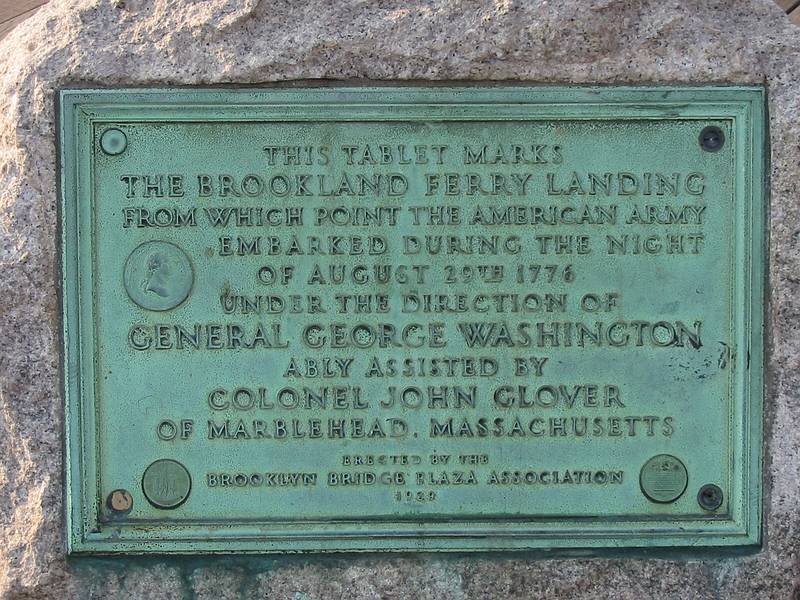 THIS TABLET MARKS
THE BROOKLAND FERRY LANDING
FROM WHICH POINT THE AMERICAN ARMY
EMBARKED DURING THE NIGHT
OF AUGUST 29TH 1776
UNDER THE DIRECTION OF
GENERAL GEORGE WASHINGTON
ABLY ASSISTED BY
COLONEL JOHN GLOVER
OF MARBLEHEAD, MASSACHUSETTS
ERECTED BY THE
BROOKLYN BRIDGE PLAZA ASSOCIATION
1929